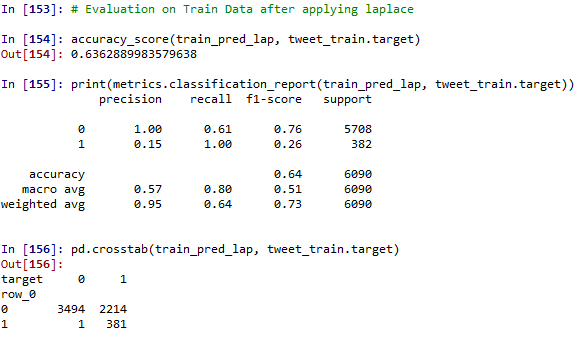 In [153]: # Evaluation on Train Data after applying laplace
In [154]: accuracy_score(train_pred_lap, tweet_train.target)
Out[154]: 0.6362889983579638
In [155]: print(metrics.classification_report(train_pred_lap, tweet_train.target))
precision recall f1-score support
0 1.00 0.61 0.76 5708
1 0.15 1.00 0.26 382
accuracy 0.64 6090
macro avg 0.57 0.80 0.51 6090
weighted avg 0.95 0.64 0.73 6090
In [156]: pd.crosstab(train_pred_lap, tweet_train.target)
Out[156]:
target 0 1
row_0
0 3494 2214
1 1 381